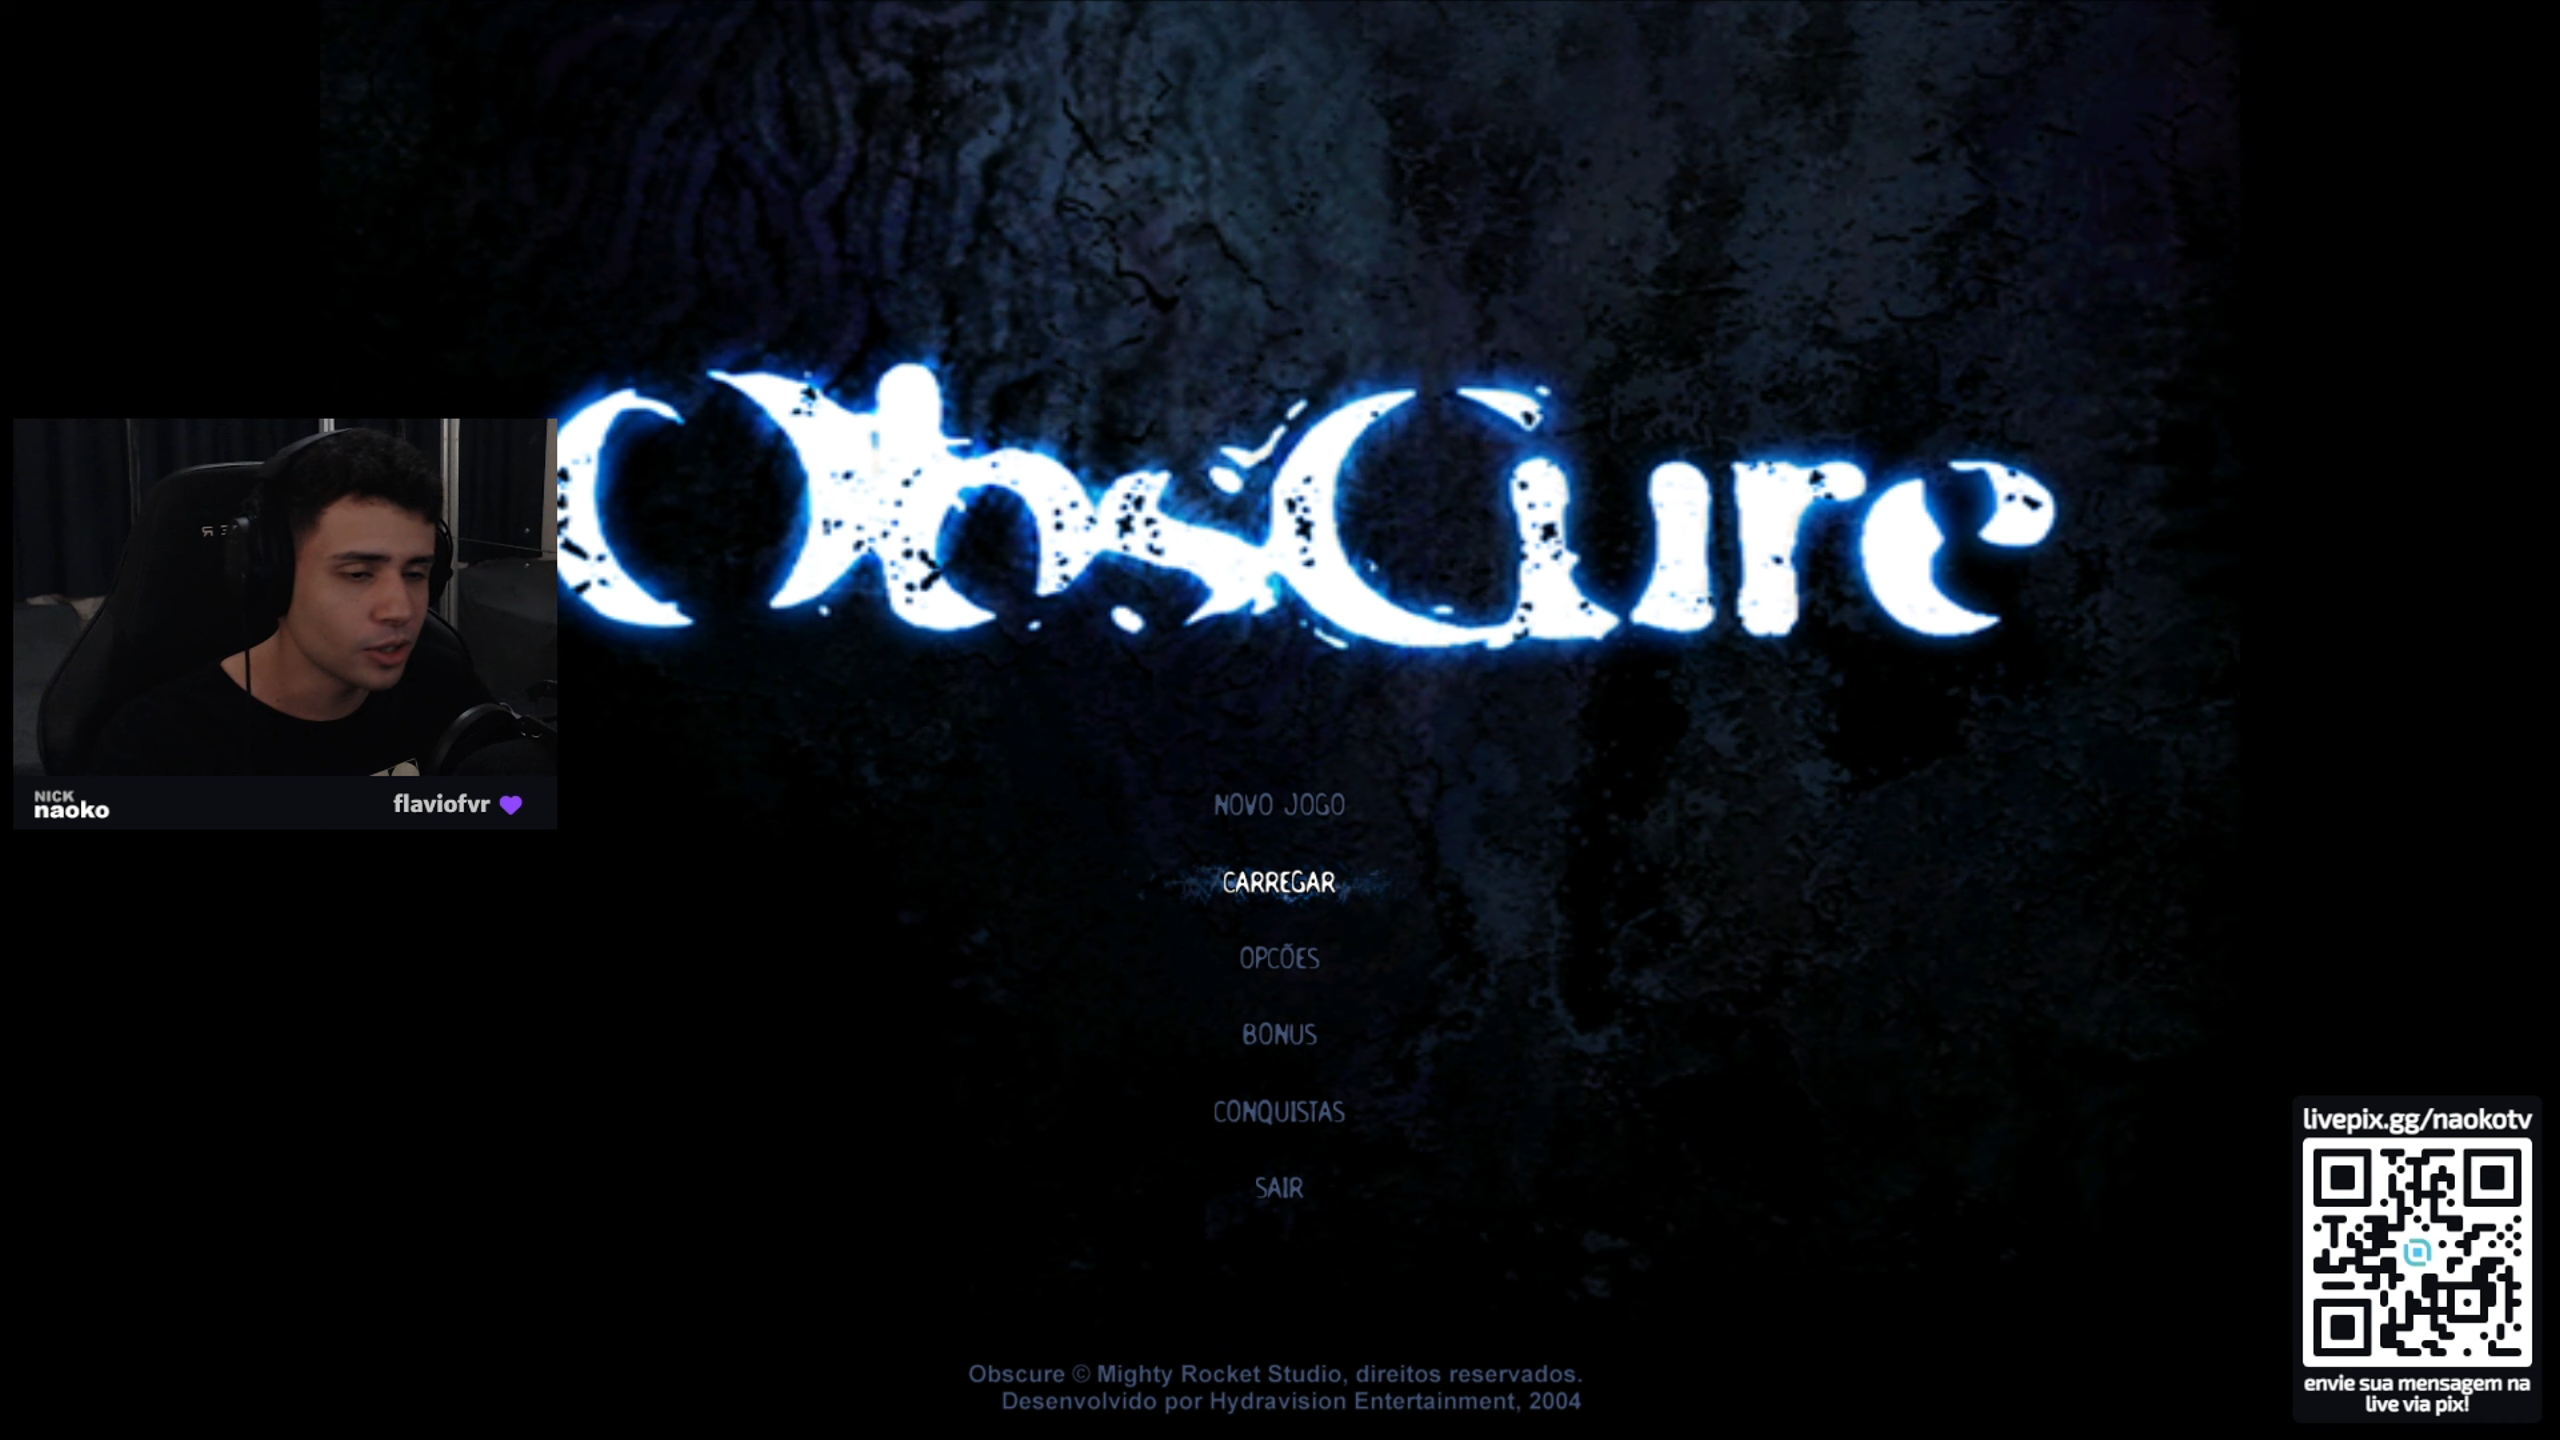 ObsCure
NICK
naoko
flaviofvr
NOVO JOGO
CARREGAR
OPCÕES
BONUS
CONQUISTAS
SAIR
Obscure © Mighty Rocket Studio, direitos reservados.
Desenvolvido por Hydravision Entertainment, 2004
livepix.gg/naokotv
envie sua mensagem na
live via pix!